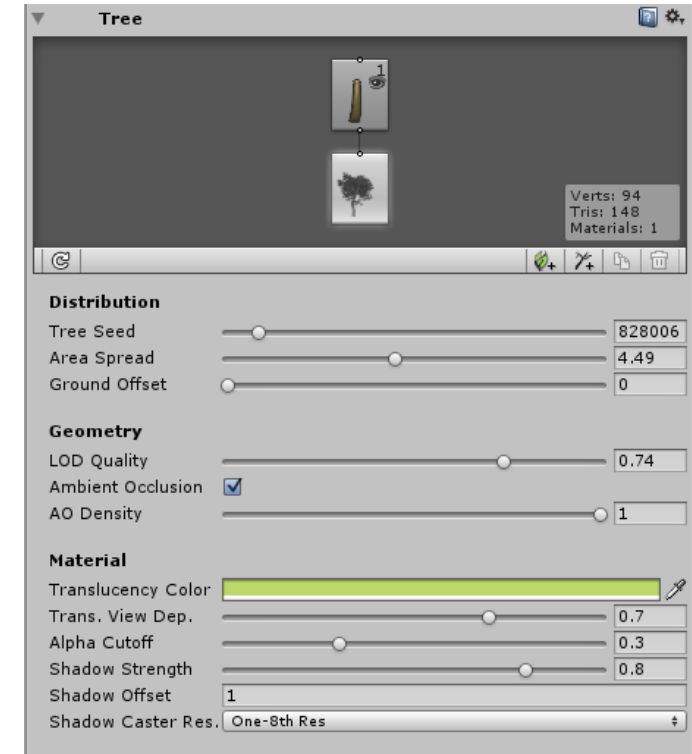 Tree
1
Verts: 94
Tris: 148
Materials: 1
Distribution
Tree Seed 828006
Area Spread 4.49
Ground Offset 0
Geometry
LOD Quality 0.74
Ambient Occlusion
AO Density 1
Material
Translucency Color
Trans. View Dep. 0.7
Alpha Cutoff 0.3
Shadow Strength 0.8
Shadow Offset 1
Shadow Caster Res. One-8th Res